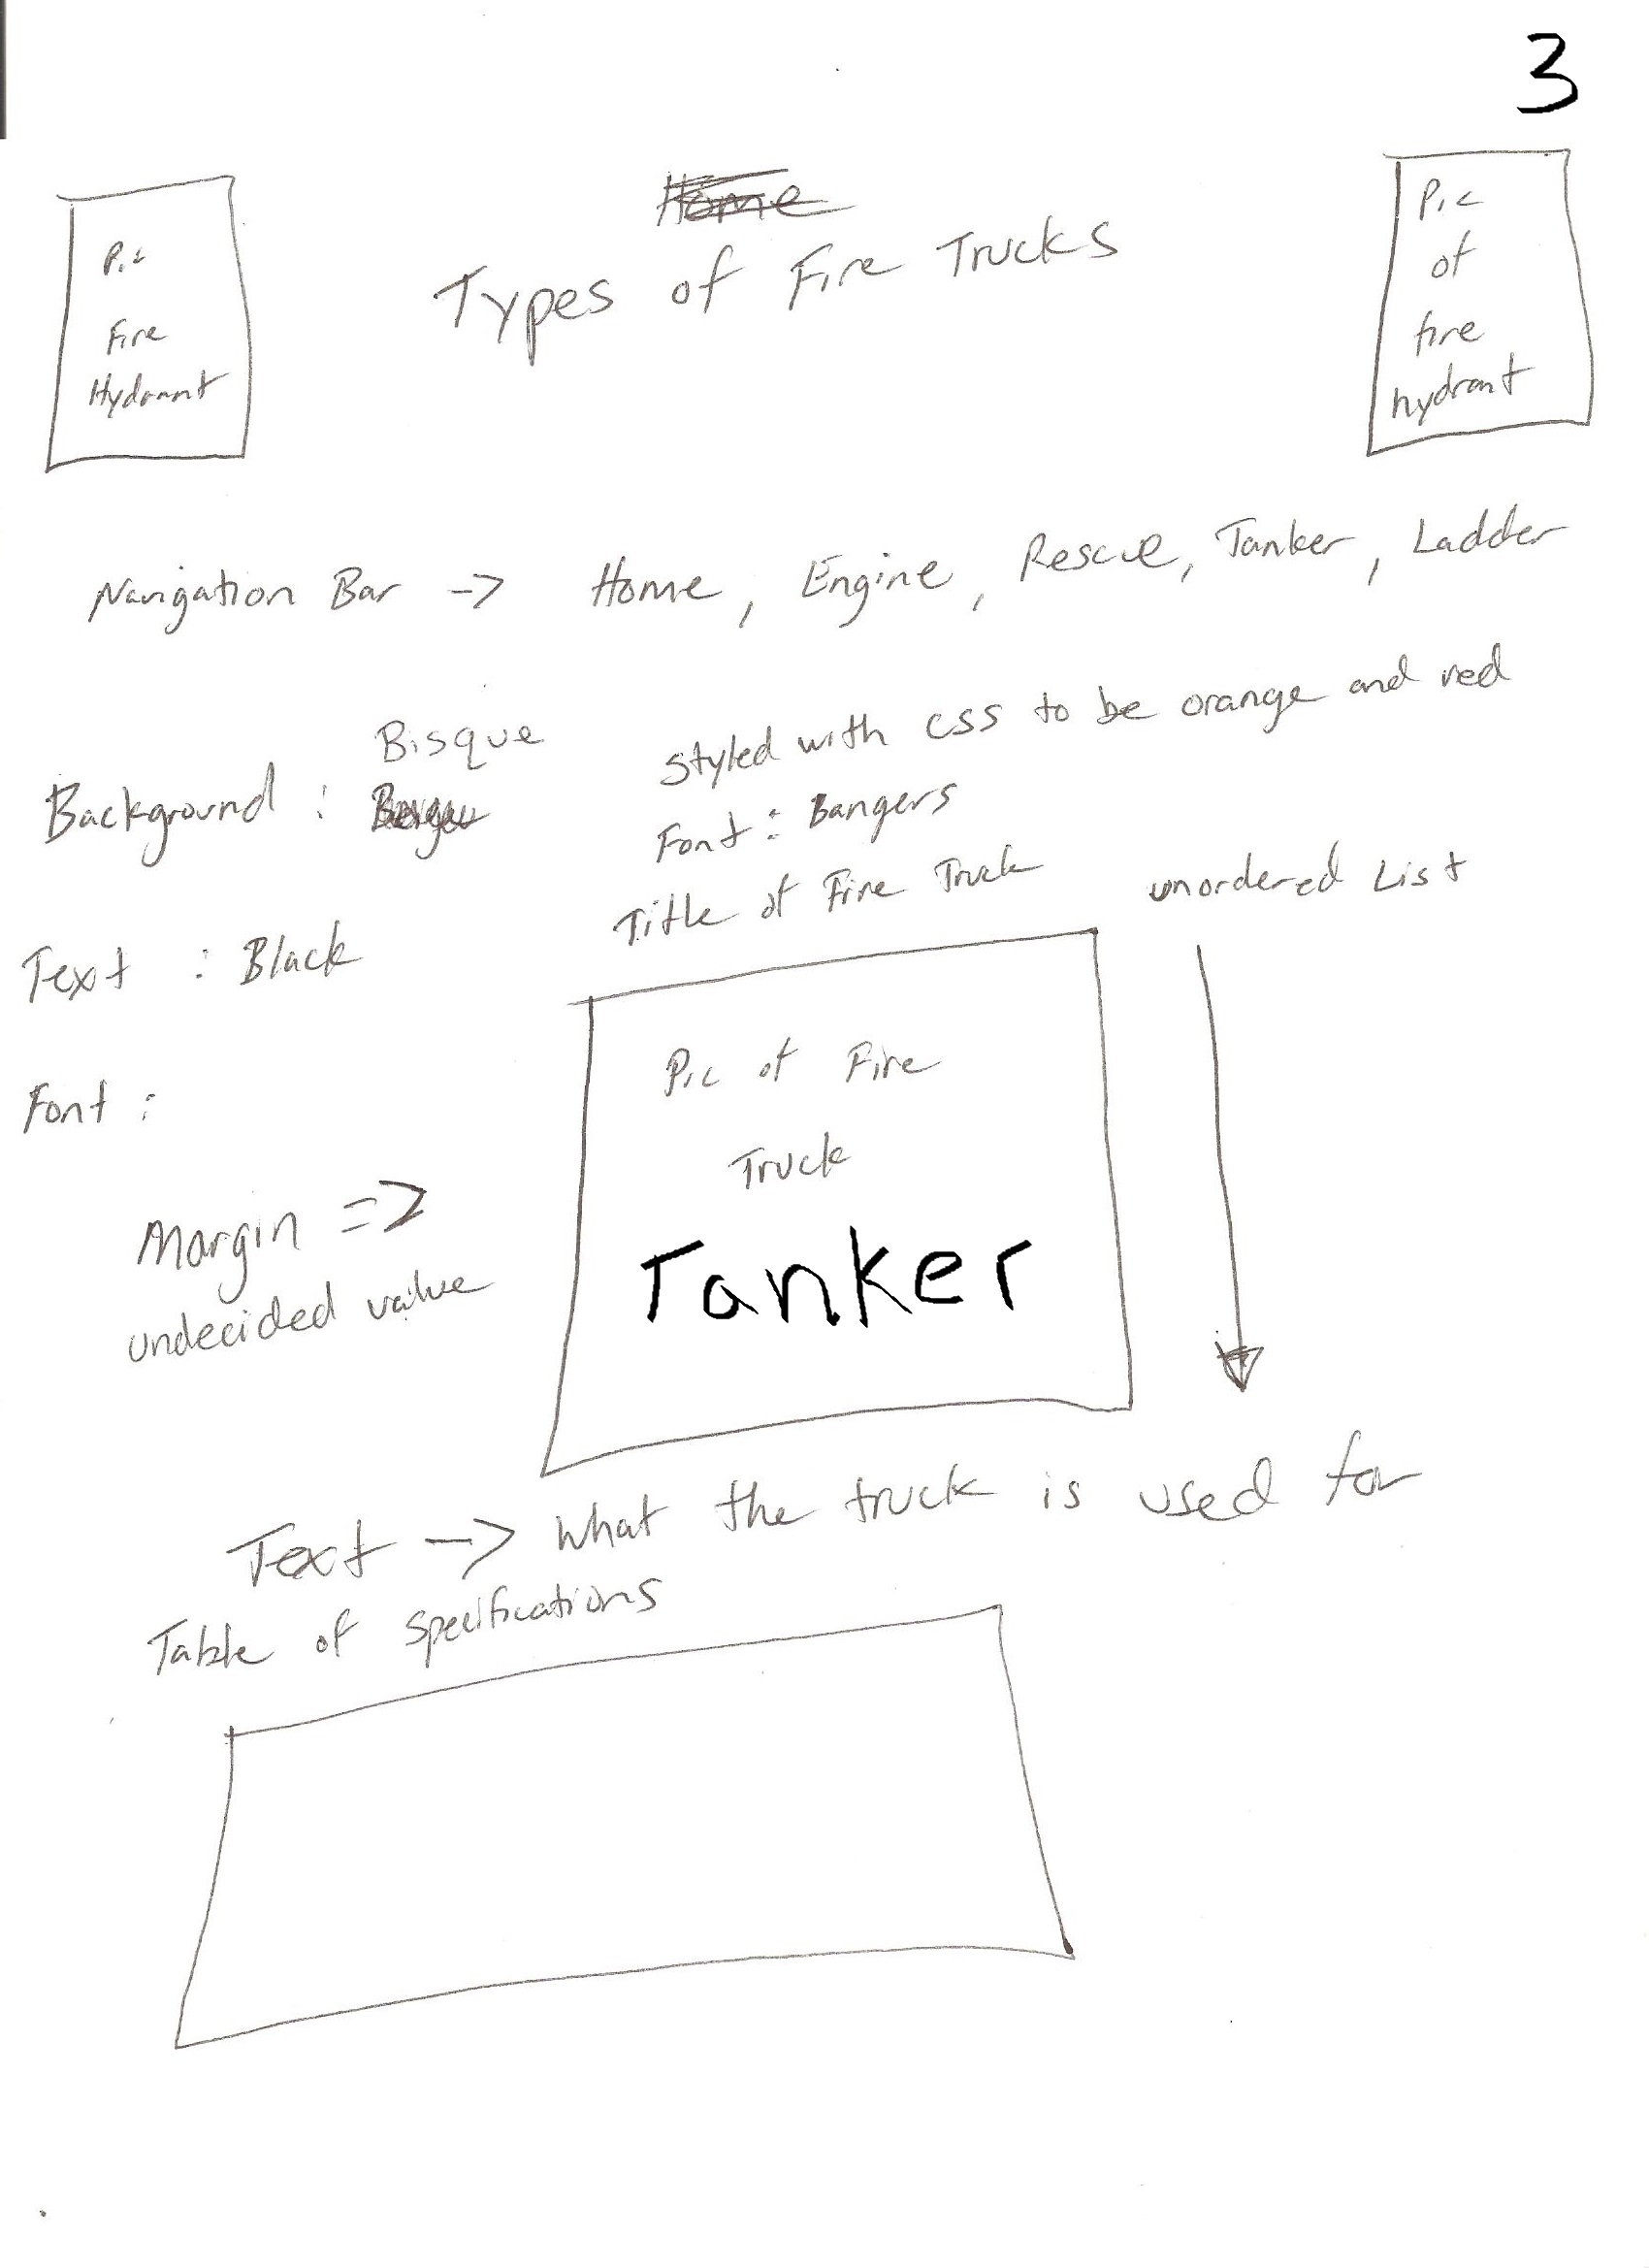 3
Home
Types of Fire Trucks
Pic
Fire
Hydrant
Pic
of
fire
hydrant
Navigation Bar -> Home, Engine, Rescue, Tanker, Ladder
Bisque
Background :
styled with css to be orange and red
Font : Bangers
Title of Fire Truck
unordered List
Text : Black
Font :
Pic of Fire
Truck
Tanker
Margin =>
undecided value
Text -> What the truck is used for
Table of specifications